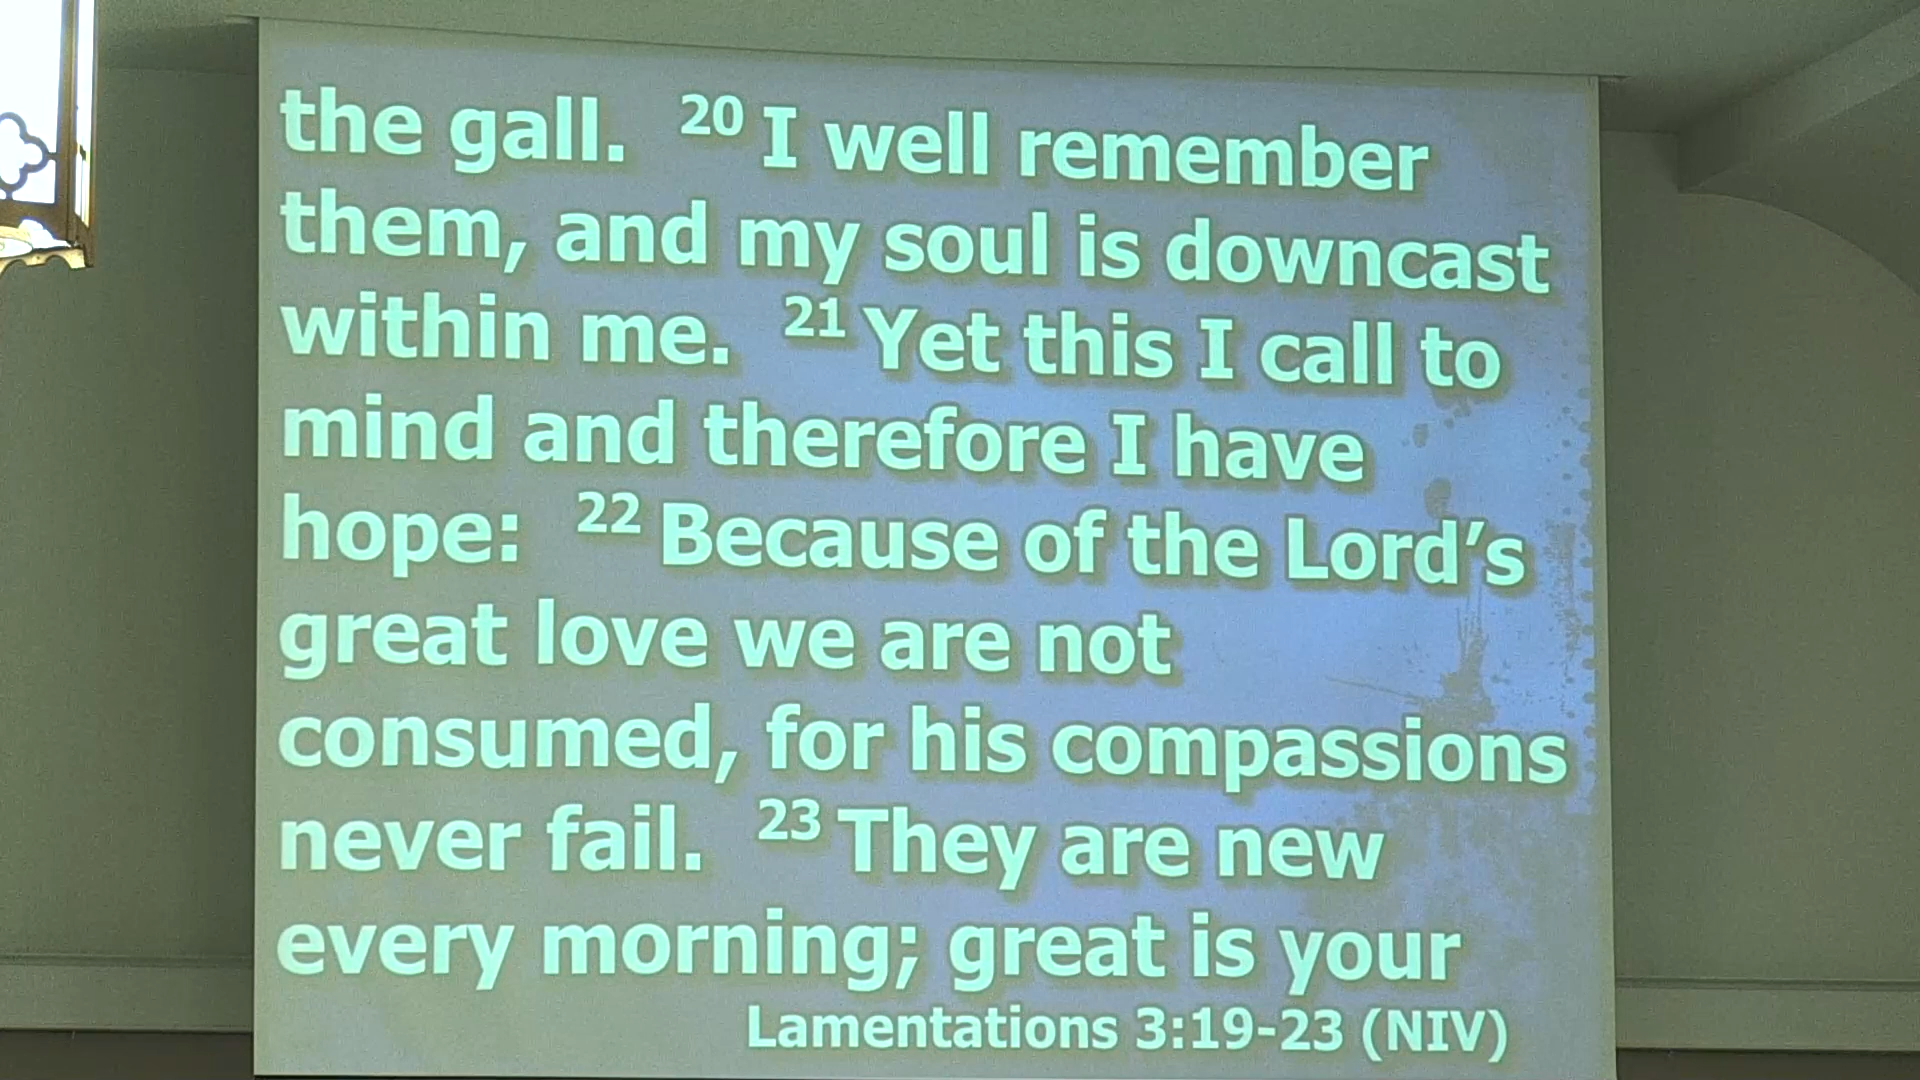 the gall. 20 I well remember
them, and my soul is downcast
within me. 21 Yet this I call to
mind and therefore I have
hope: 22 Because of the Lord’s
great love we are not
consumed, for his compassions
never fail. 23 They are new
every morning; great is your
Lamentations 3:19-23 (NIV)